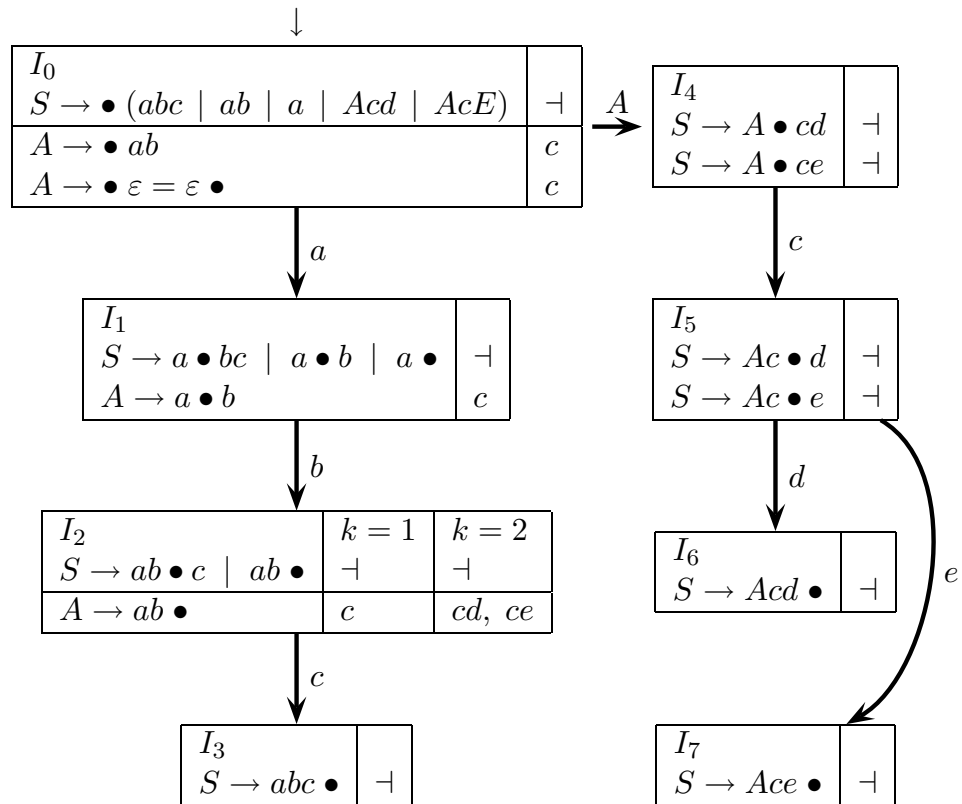 ↓
I₀
S → • (abc | ab | a | Acd | AcE) ⊣
A → • ab c
A → • ε = ε • c
A
I₄
S → A • cd ⊣
S → A • ce ⊣
a
c
I₁
S → a • bc | a • b | a • ⊣
A → a • b c
I₅
S → Ac • d ⊣
S → Ac • e ⊣
b
d
e
I₂ k = 1 k = 2
S → ab • c | ab • ⊣ ⊣
A → ab • c cd, ce
I₆
S → Acd • ⊣
c
I₃
S → abc • ⊣
I₇
S → Ace • ⊣